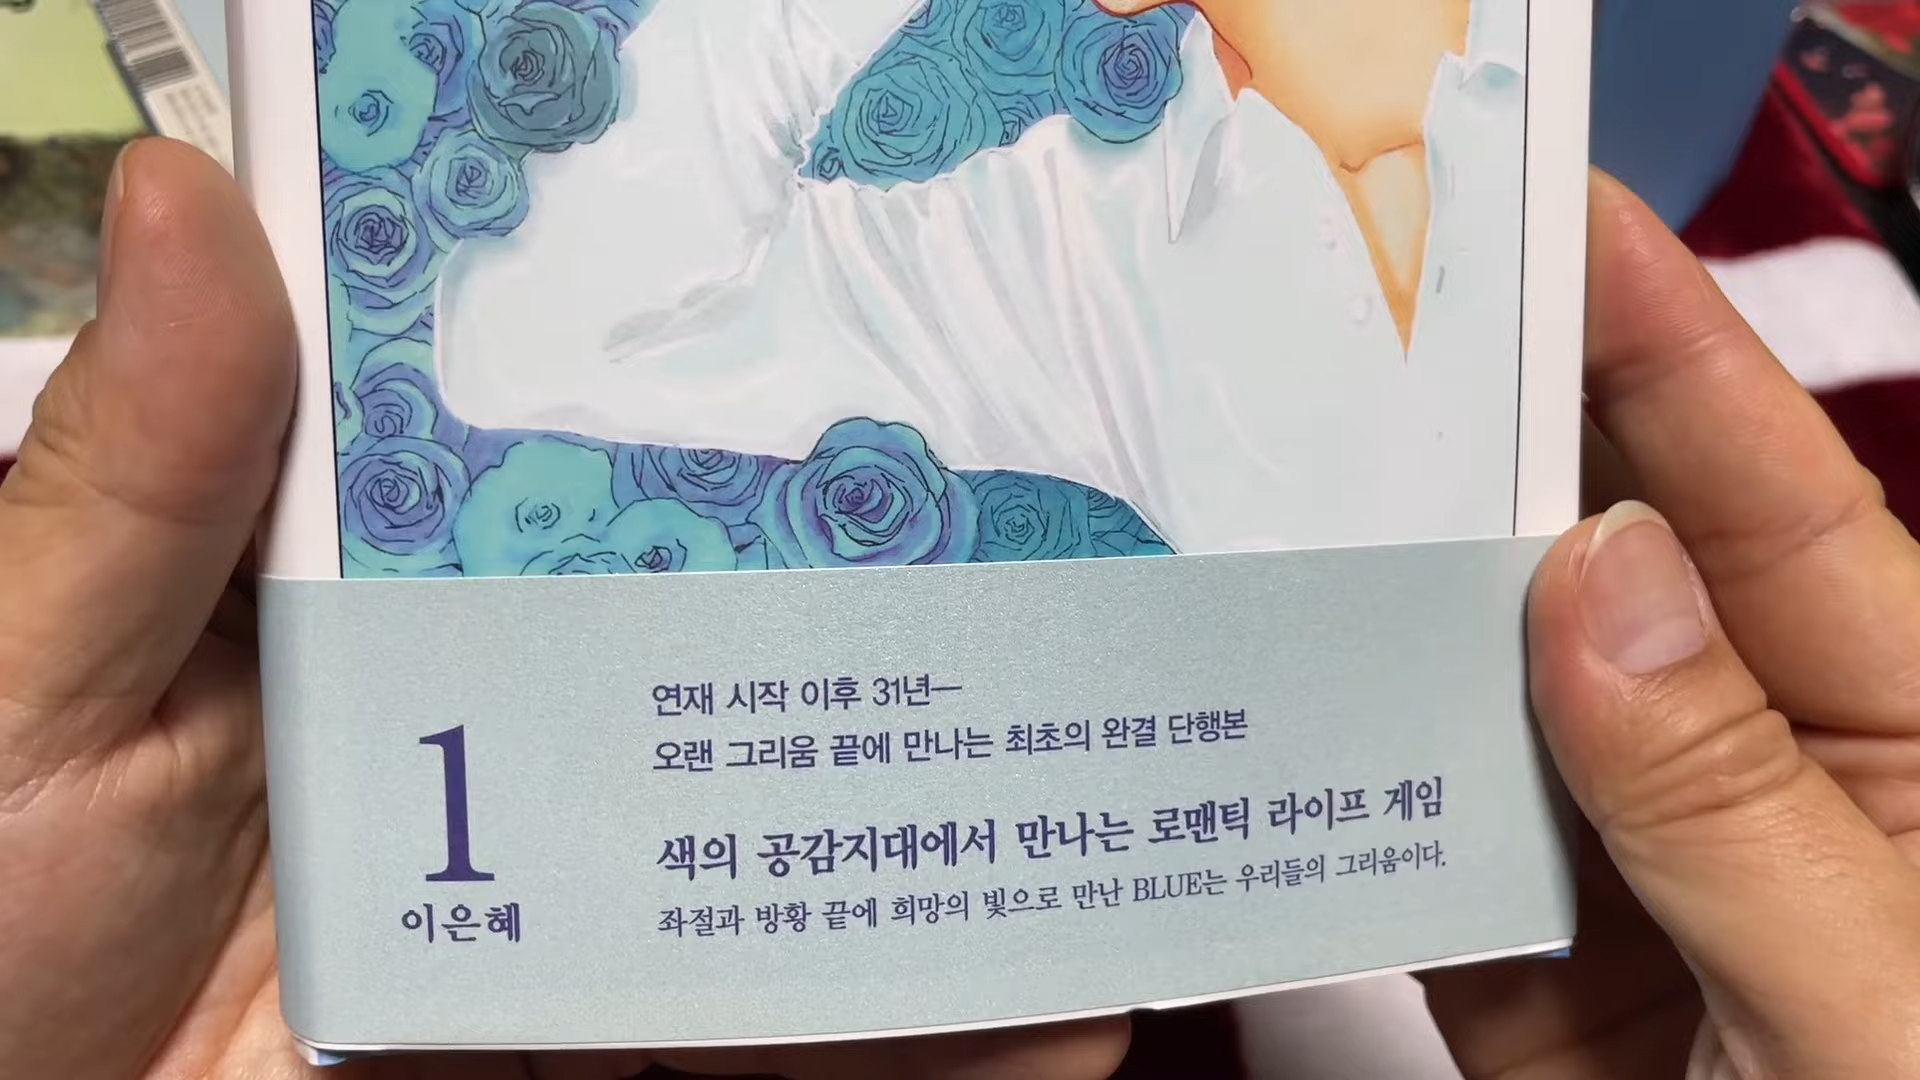 연재 시작 이후 31년—
오랜 그리움 끝에 만나는 최초의 완결 단행본
색의 공감지대에서 만나는 로맨틱 라이프 게임
좌절과 방황 끝에 희망의 빛으로 만난 BLUE는 우리들의 그리움이다.
1
이은혜